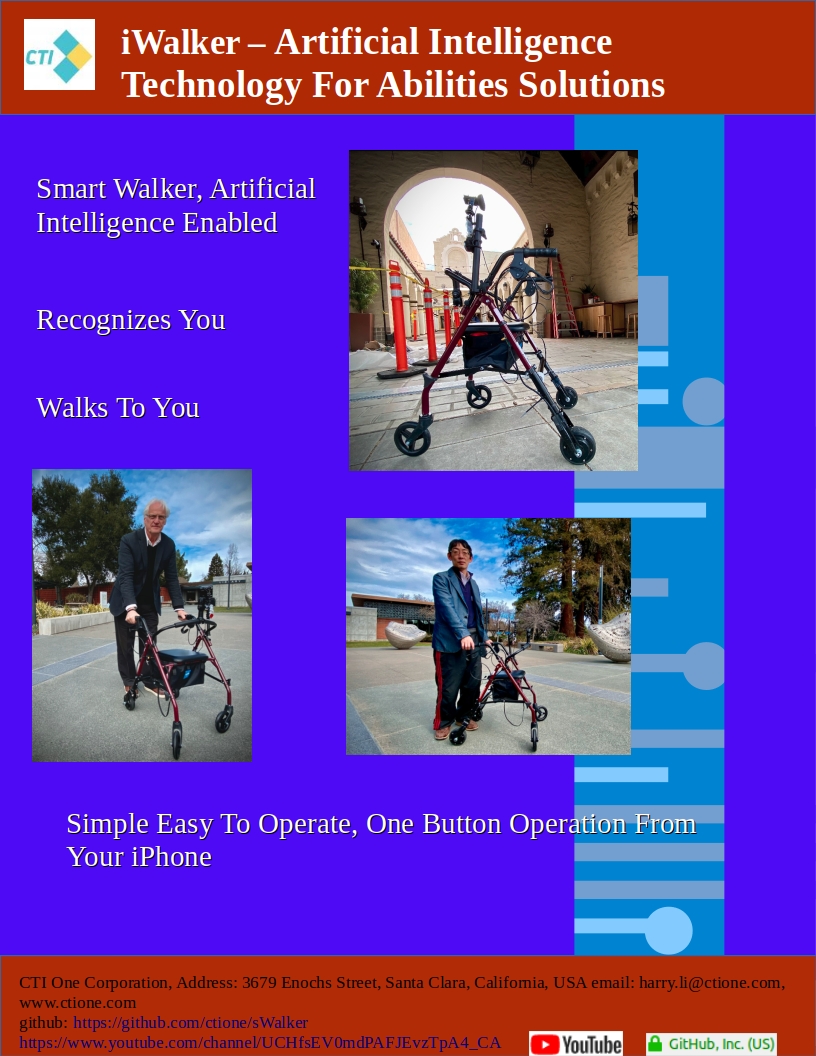 CTI
iWalker – Artificial Intelligence
Technology For Abilities Solutions
Smart Walker, Artificial
Intelligence Enabled
Recognizes You
Walks To You
Simple Easy To Operate, One Button Operation From
Your iPhone
CTI One Corporation, Address: 3679 Enochs Street, Santa Clara, California, USA email: harry.li@ctione.com,
www.ctione.com
github: https://github.com/ctione/sWalker
https://www.youtube.com/channel/UCHfsEV0mdPAFJEvzTpA4_CA
YouTube
GitHub, Inc. (US)